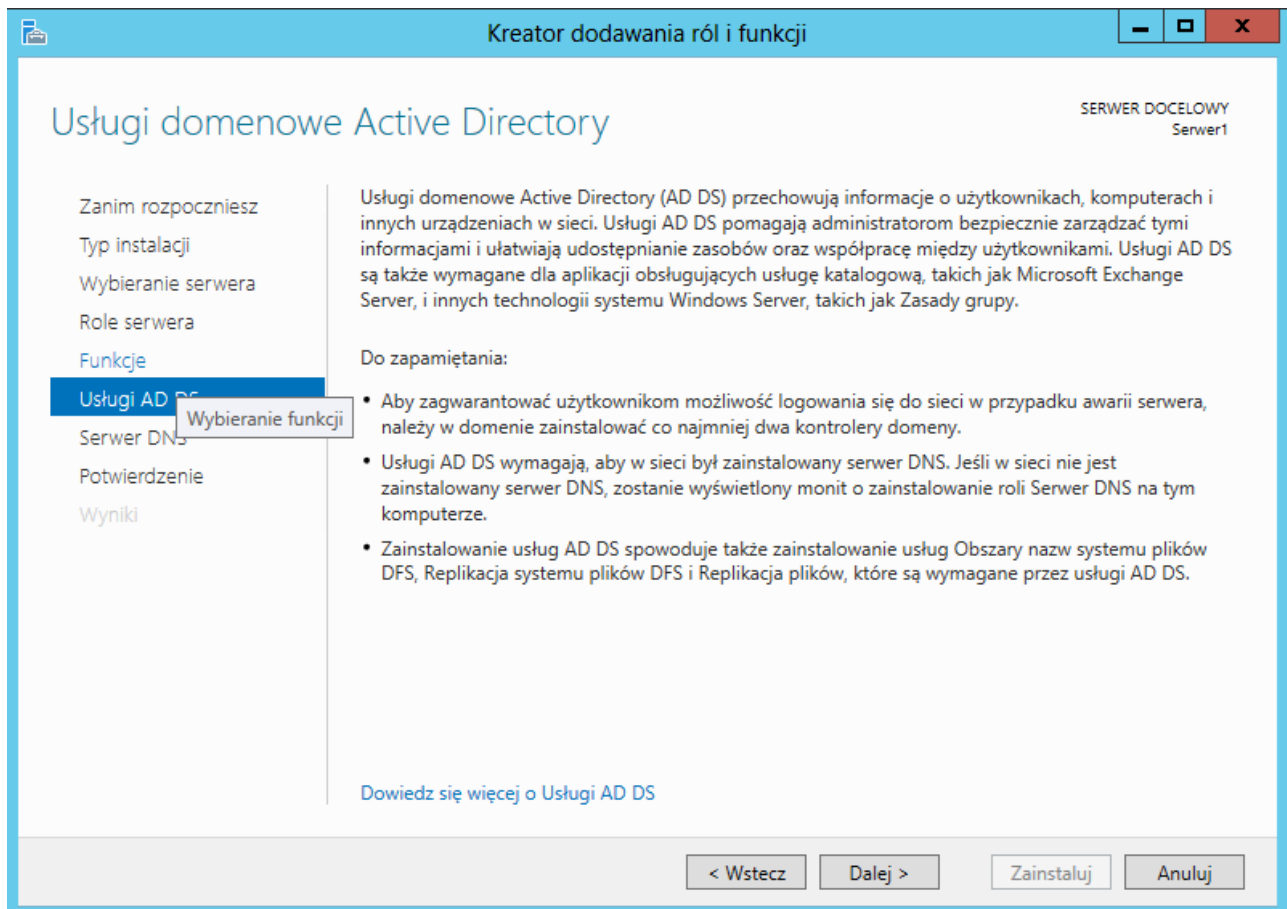 Kreator dodawania ról i funkcji
Usługi domenowe Active Directory
SERWER DOCELOWY
Serwer1
Zanim rozpoczniesz
Typ instalacji
Wybieranie serwera
Role serwera
Funkcje
Usługi AD
Wybieranie funkcji
Serwer DNS
Potwierdzenie
Wyniki
Usługi domenowe Active Directory (AD DS) przechowują informacje o użytkownikach, komputerach i
innych urządzeniach w sieci. Usługi AD DS pomagają administratorom bezpiecznie zarządzać tymi
informacjami i ułatwiają udostępnianie zasobów oraz współpracę między użytkownikami. Usługi AD DS
są także wymagane dla aplikacji obsługujących usługę katalogową, takich jak Microsoft Exchange
Server, i innych technologii systemu Windows Server, takich jak Zasady grupy.
Do zapamiętania:
• Aby zagwarantować użytkownikom możliwość logowania się do sieci w przypadku awarii serwera,
należy w domenie zainstalować co najmniej dwa kontrolery domeny.
• Usługi AD DS wymagają, aby w sieci był zainstalowany serwer DNS. Jeśli w sieci nie jest
zainstalowany serwer DNS, zostanie wyświetlony monit o zainstalowanie roli Serwer DNS na tym
komputerze.
• Zainstalowanie usług AD DS spowoduje także zainstalowanie usług Obszary nazw systemu plików
DFS, Replikacja systemu plików DFS i Replikacja plików, które są wymagane przez usługi AD DS.
Dowiedz się więcej o Usługi AD DS
< Wstecz
Dalej >
Zainstaluj
Anuluj